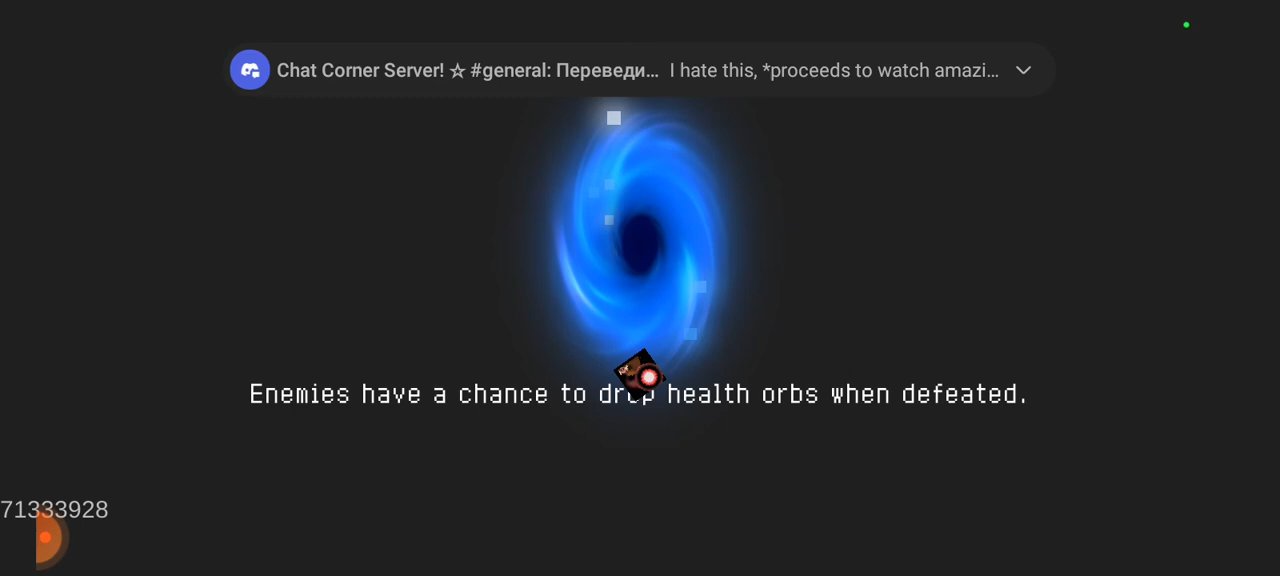 Chat Corner Server! ☆ #general: Переведи… I hate this, *proceeds to watch amazi…
Enemies have a chance to drop health orbs when defeated.
71333928